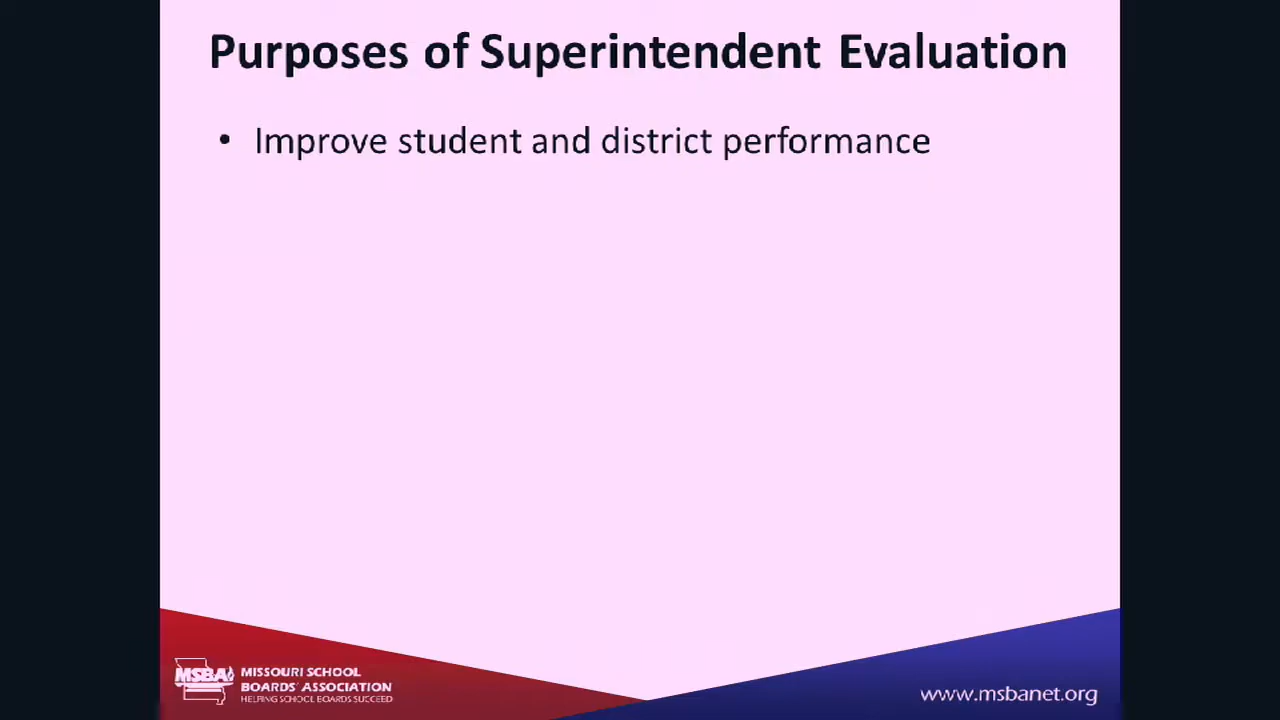 Purposes of Superintendent Evaluation
• Improve student and district performance
MSBA
MISSOURI SCHOOL
BOARDS' ASSOCIATION
HELPING SCHOOL BOARDS SUCCEED
www.msbanet.org